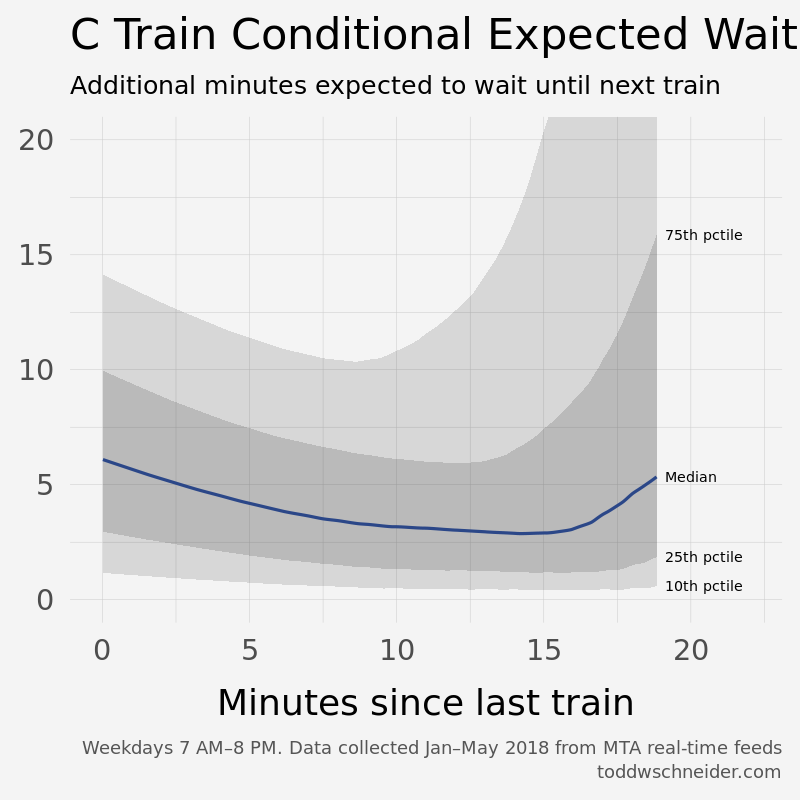 C Train Conditional Expected Wait
Additional minutes expected to wait until next train
20
15
10
5
0
75th pctile
Median
25th pctile
10th pctile
0 5 10 15 20
Minutes since last train
Weekdays 7 AM–8 PM. Data collected Jan–May 2018 from MTA real-time feeds
toddwschneider.com